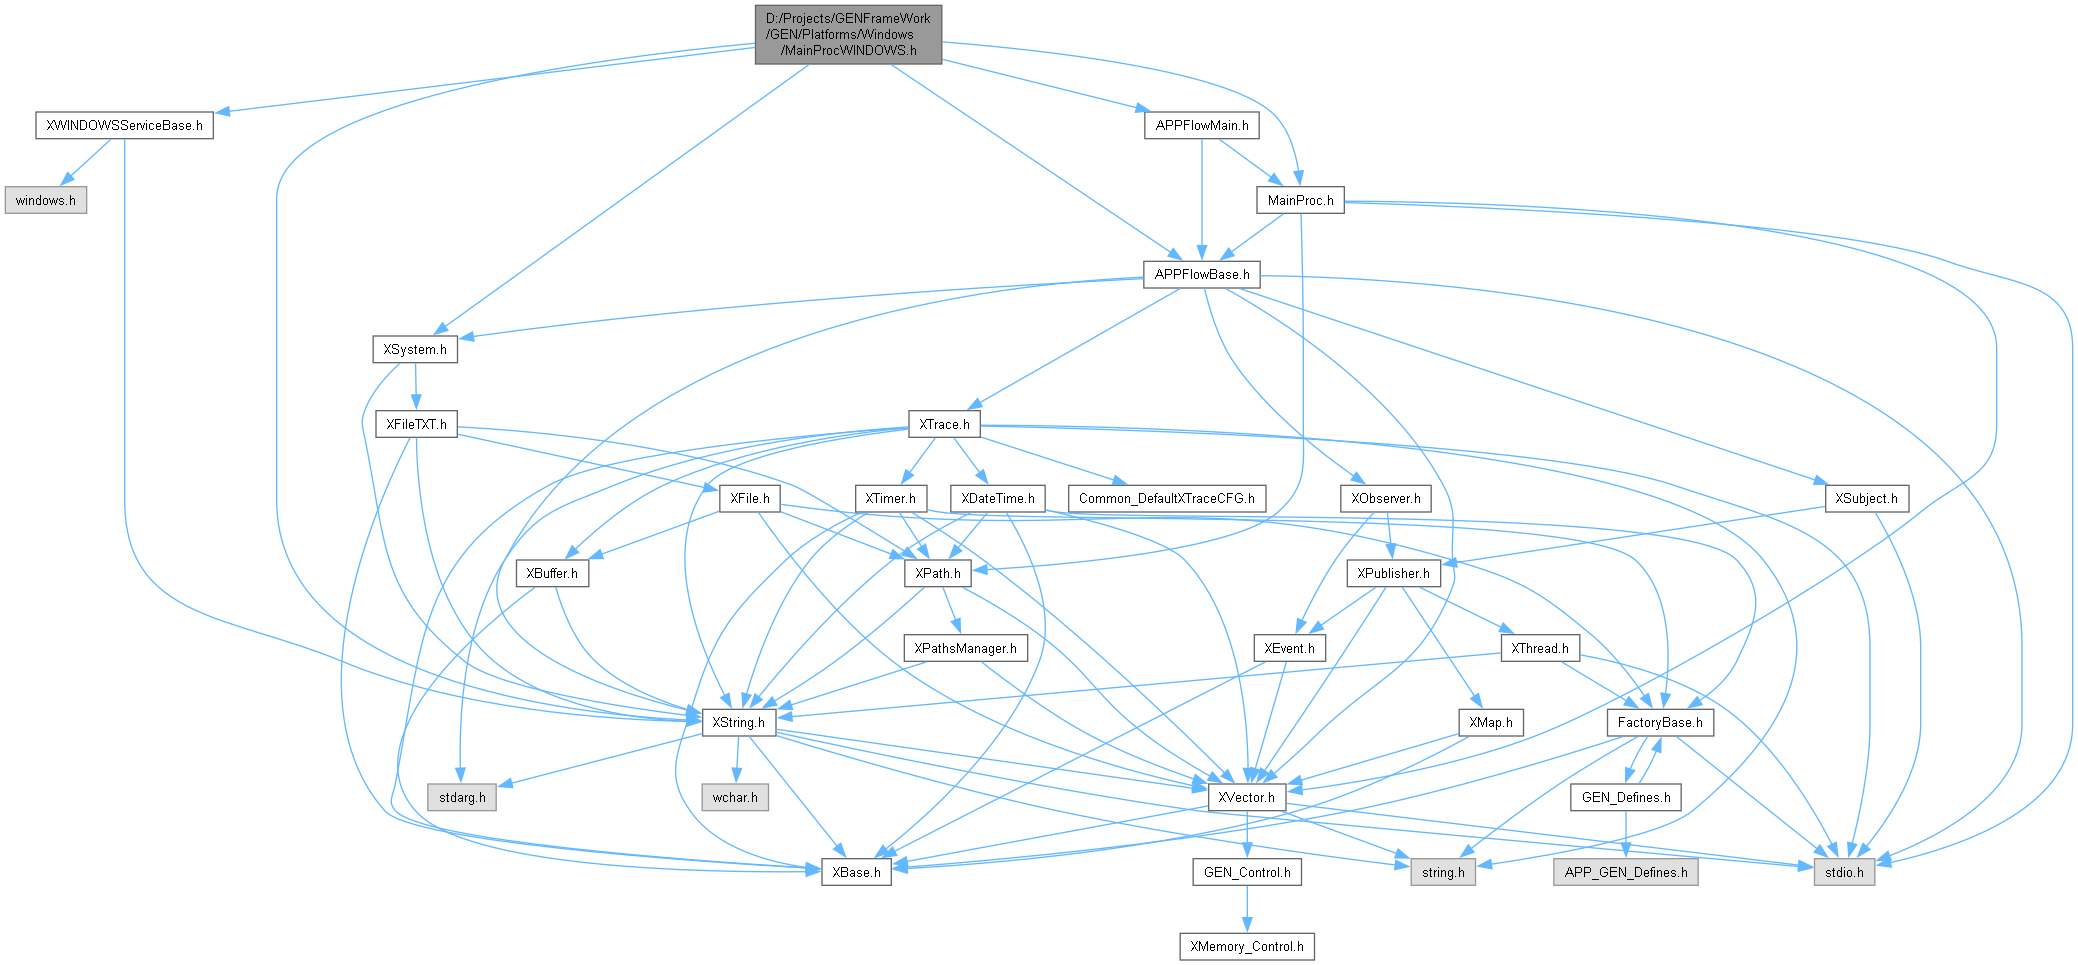 D:/Projects/GENFrameWork
/GEN/Platforms/Windows
/MainProcWINDOWS.h
XWINDOWSServiceBase.h
APPFlowMain.h
windows.h
MainProc.h
APPFlowBase.h
XSystem.h
XFileTXT.h
XTrace.h
XFile.h
XTimer.h
XDateTime.h
Common_DefaultXTraceCFG.h
XObserver.h
XSubject.h
XBuffer.h
XPath.h
XPublisher.h
XPathsManager.h
XEvent.h
XThread.h
XString.h
XMap.h
FactoryBase.h
stdarg.h
wchar.h
XVector.h
GEN_Defines.h
XBase.h
GEN_Control.h
string.h
APP_GEN_Defines.h
stdio.h
XMemory_Control.h